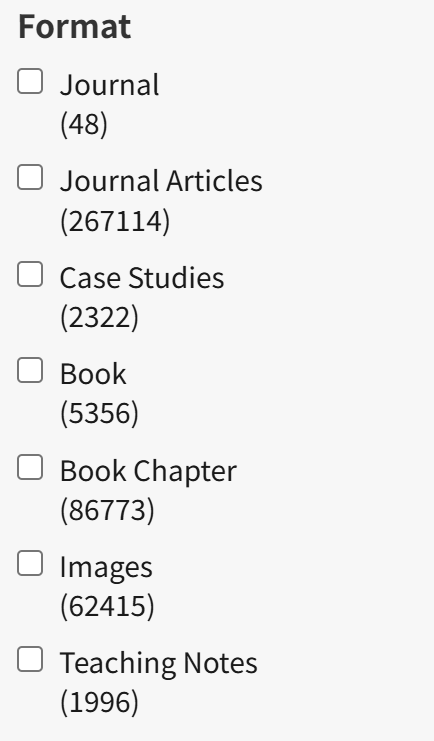 Format
Journal
(48)
Journal Articles
(267114)
Case Studies
(2322)
Book
(5356)
Book Chapter
(86773)
Images
(62415)
Teaching Notes
(1996)